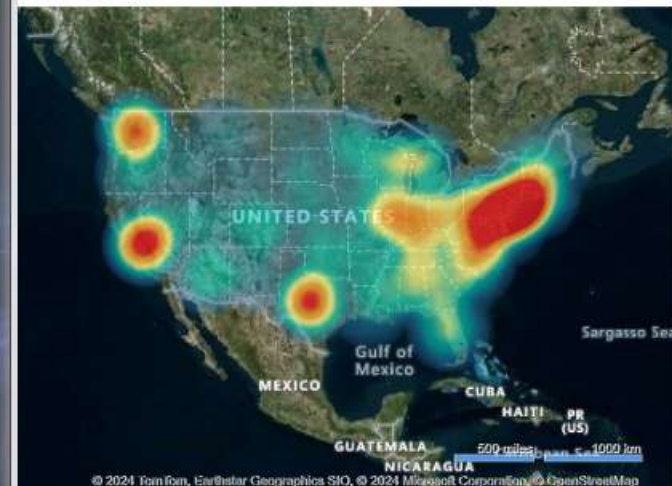 UNITED STATES
Sargasso Sea
Gulf of
Mexico
MEXICO
CUBA
HAITI
PR
(US)
GUATEMALA
500 miles
1000 km
NICARAGUA
© 2024 TomTom, Earthstar Geographics SIO, © 2024 Microsoft Corporation, © OpenStreetMap